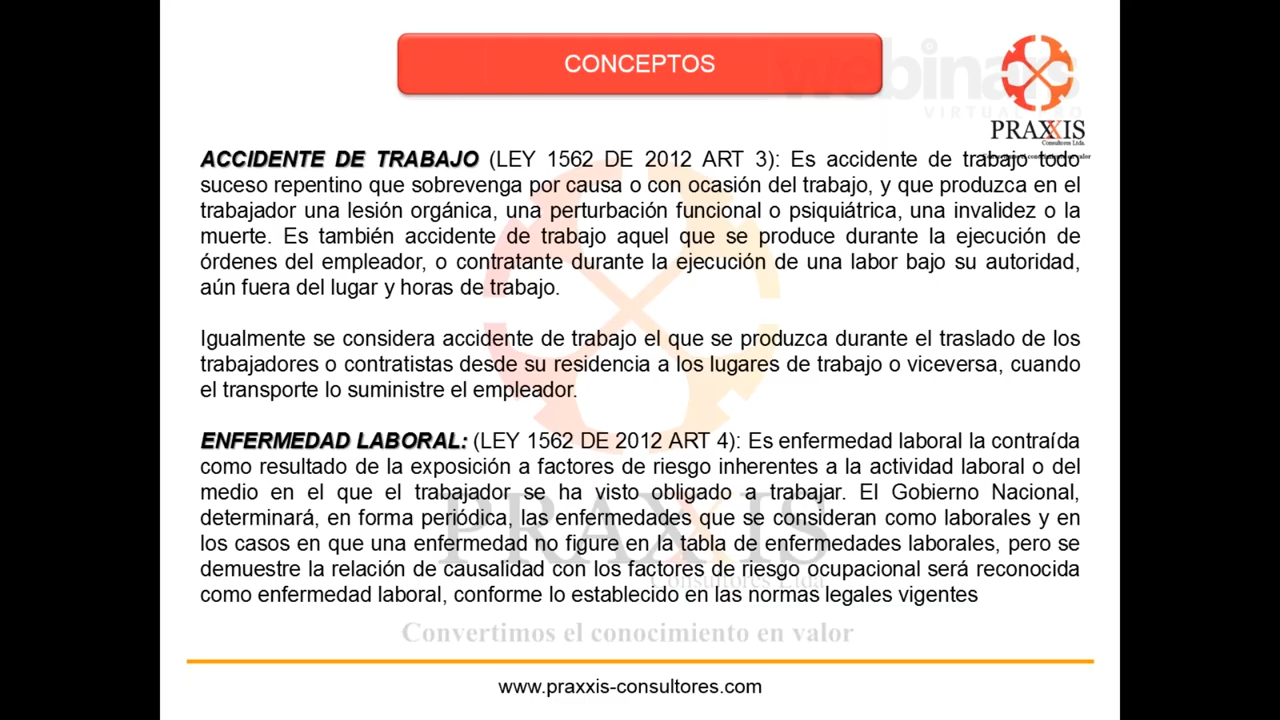 CONCEPTOS
webinars
VIRTUAL PRO
PRAXXIS
Consultores Ltda.
ACCIDENTE DE TRABAJO (LEY 1562 DE 2012 ART 3): Es accidente de trabajo todo
suceso repentino que sobrevenga por causa o con ocasión del trabajo, y que produzca en el
trabajador una lesión orgánica, una perturbación funcional o psiquiátrica, una invalidez o la
muerte. Es también accidente de trabajo aquel que se produce durante la ejecución de
órdenes del empleador, o contratante durante la ejecución de una labor bajo su autoridad,
aún fuera del lugar y horas de trabajo.
Igualmente se considera accidente de trabajo el que se produzca durante el traslado de los
trabajadores o contratistas desde su residencia a los lugares de trabajo o viceversa, cuando
el transporte lo suministre el empleador.
ENFERMEDAD LABORAL: (LEY 1562 DE 2012 ART 4): Es enfermedad laboral la contraída
como resultado de la exposición a factores de riesgo inherentes a la actividad laboral o del
medio en el que el trabajador se ha visto obligado a trabajar. El Gobierno Nacional,
determinará, en forma periódica, las enfermedades que se consideran como laborales y en
los casos en que una enfermedad no figure en la tabla de enfermedades laborales, pero se
demuestre la relación de causalidad con los factores de riesgo ocupacional será reconocida
como enfermedad laboral, conforme lo establecido en las normas legales vigentes
PRAXXIS
Consultores Ltda.
Convertimos el conocimiento en valor
www.praxxis-consultores.com